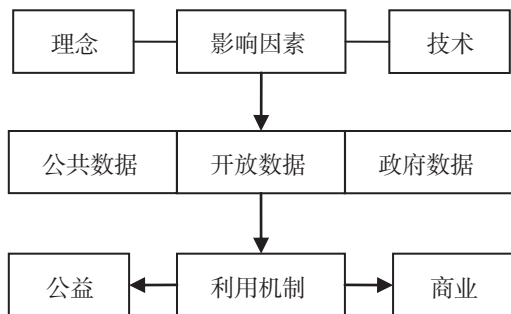 理念 影响因素 技术
公共数据 开放数据 政府数据
公益 利用机制 商业